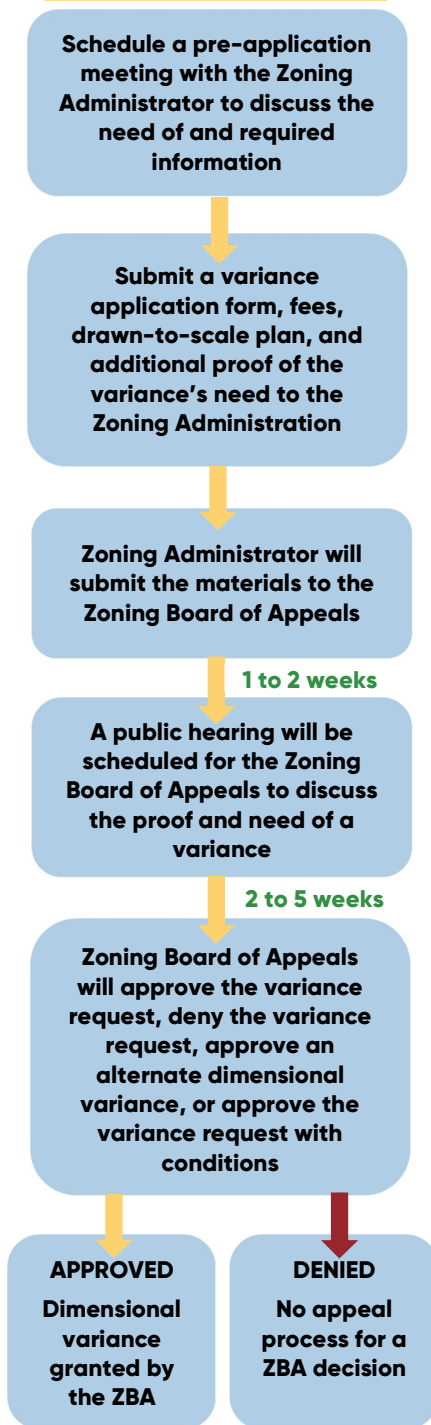 Schedule a pre-application
meeting with the Zoning
Administrator to discuss the
need of and required
information
Submit a variance
application form, fees,
drawn-to-scale plan, and
additional proof of the
variance's need to the
Zoning Administration
Zoning Administrator will
submit the materials to the
Zoning Board of Appeals
1 to 2 weeks
A public hearing will be
scheduled for the Zoning
Board of Appeals to discuss
the proof and need of a
variance
2 to 5 weeks
Zoning Board of Appeals
will approve the variance
request, deny the variance
request, approve an
alternate dimensional
variance, or approve the
variance request with
conditions
APPROVED
Dimensional
variance
granted by
the ZBA
DENIED
No appeal
process for a
ZBA decision